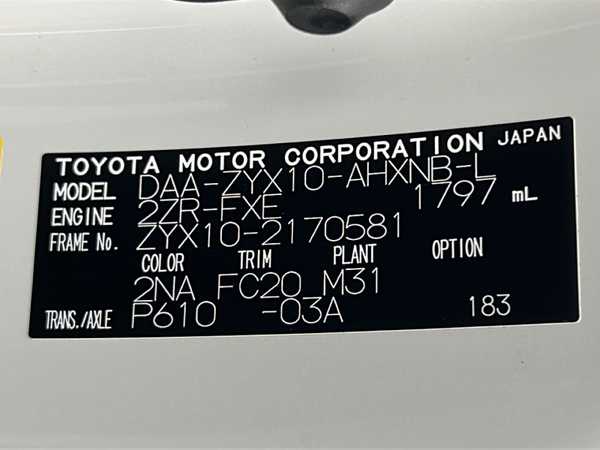 TOYOTA MOTOR CORPORATION JAPAN
MODEL DAA-ZYX10-AHXNB-L
ENGINE 2ZR-FXE 1797 mL
FRAME No. ZYX10-2170581
COLOR TRIM PLANT OPTION
2NA FC20 M31
TRANS./AXLE P610 -03A 183